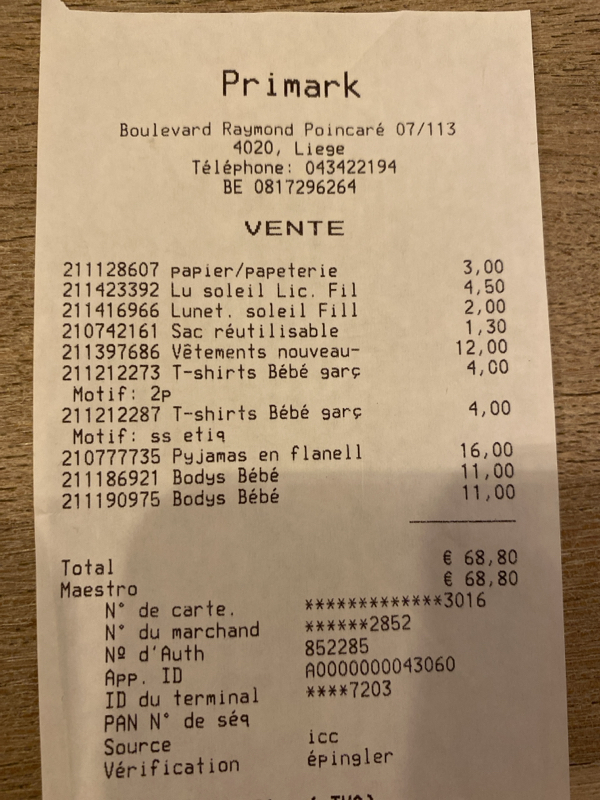 Primark
Boulevard Raymond Poincaré 07/113
4020, Liege
Téléphone: 043422194
BE 0817296264
VENTE
211128607 papier/papeterie 3,00
211423392 Lu soleil Lic. Fil 4,50
211416966 Lunet. soleil Fill 2,00
210742161 Sac réutilisable 1,30
211397686 Vêtements nouveau- 12,00
211212273 T-shirts Bébé garç 4,00
Motif: 2p
211212287 T-shirts Bébé garç 4,00
Motif: ss etiq
210777735 Pyjamas en flanell 16,00
211186921 Bodys Bébé 11,00
211190975 Bodys Bébé 11,00
Total € 68,80
Maestro € 68,80
N° de carte. *************3016
N° du marchand ******2852
Nº d'Auth 852285
App. ID A0000000043060
ID du terminal ****7203
PAN N° de séq
Source icc
Vérification épingler